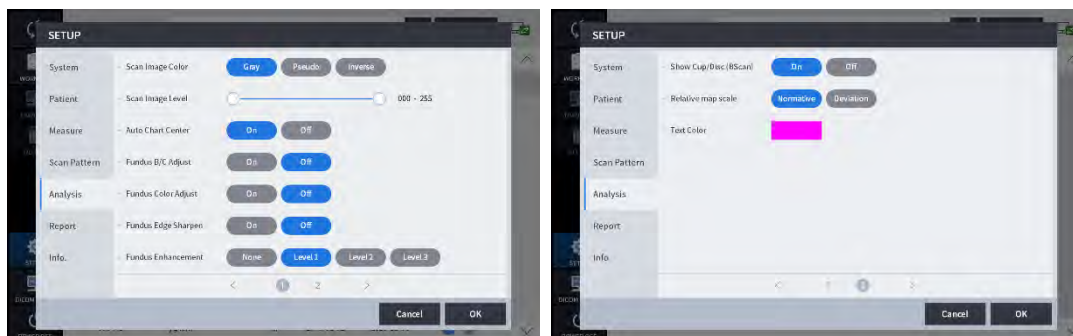 SETUP
System
Scan Image Color
Gray
Pseudo
Inverse
Patient
Scan Image Level
000 - 255
Measure
Auto Chart Center
On
Off
Scan Pattern
Fundus B/C Adjust
On
Off
Analysis
Fundus Color Adjust
On
Off
Report
Fundus Edge Sharpen
On
Off
Info.
Fundus Enhancement
None
Level 1
Level 2
Level 3
< 1 2 >
Cancel
OK
SETUP
System
Show Cup/Disc (BScan)
On
Off
Patient
Relative map scale
Normative
Deviation
Measure
Text Color
Scan Pattern
Analysis
Report
Info.
< 1 2 >
Cancel
OK